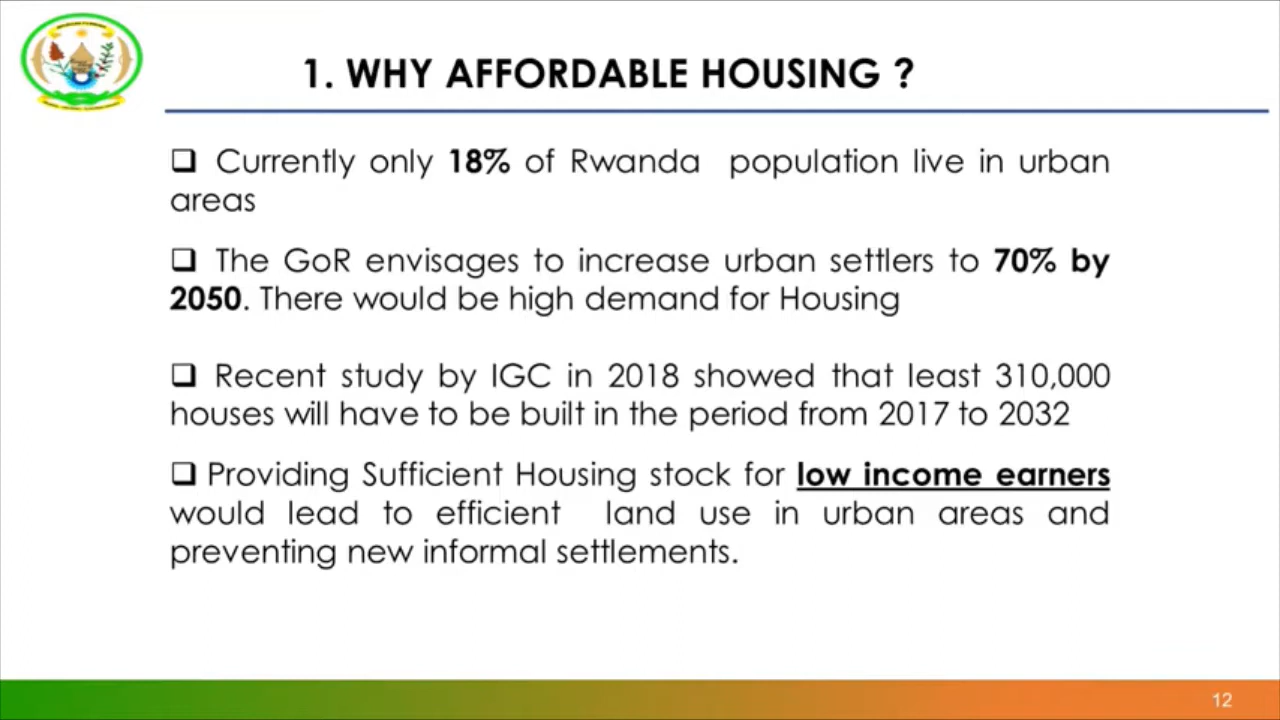 1. WHY AFFORDABLE HOUSING ?
Currently only 18% of Rwanda population live in urban
areas
The GoR envisages to increase urban settlers to 70% by
2050. There would be high demand for Housing
Recent study by IGC in 2018 showed that least 310,000
houses will have to be built in the period from 2017 to 2032
Providing Sufficient Housing stock for low income earners
would lead to efficient land use in urban areas and
preventing new informal settlements.
12